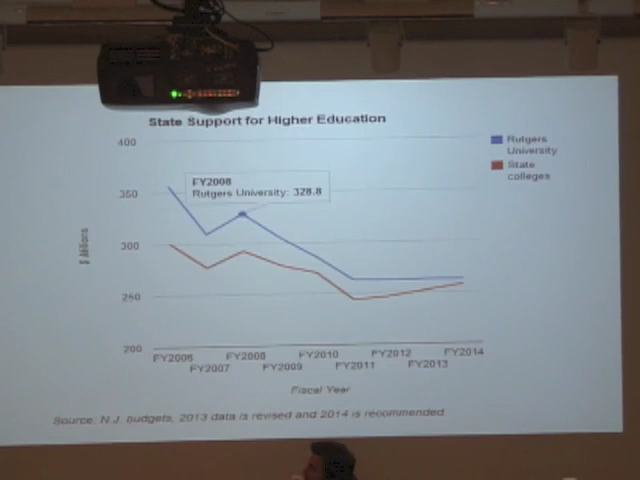 State Support for Higher Education
400
350
300
250
200
$ Millions
FY2008
Rutgers University: 328.8
Rutgers
University
State
colleges
FY2006
FY2007
FY2008
FY2009
FY2010
FY2011
FY2012
FY2013
FY2014
Fiscal Year
Source: N.J. budgets, 2013 data is revised and 2014 is recommended.